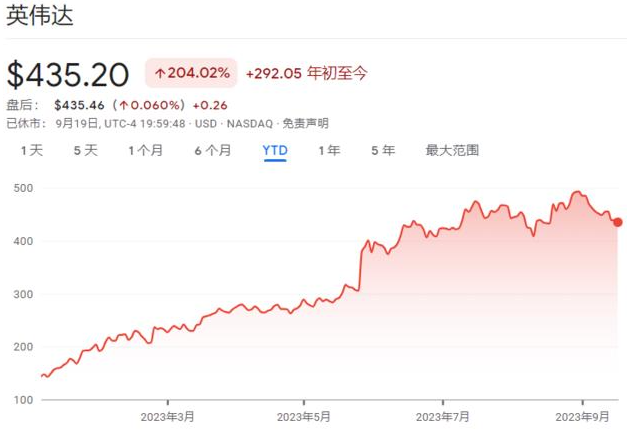 英伟达
$435.20 ↑204.02% +292.05 年初至今
盘后： $435.46 (↑0.060%) +0.26
已休市： 9月19日, UTC-4 19:59:48 · USD · NASDAQ · 免责声明
1天 5天 1个月 6个月 YTD 1年 5年 最大范围
500
400
300
200
100
2023年3月 2023年5月 2023年7月 2023年9月